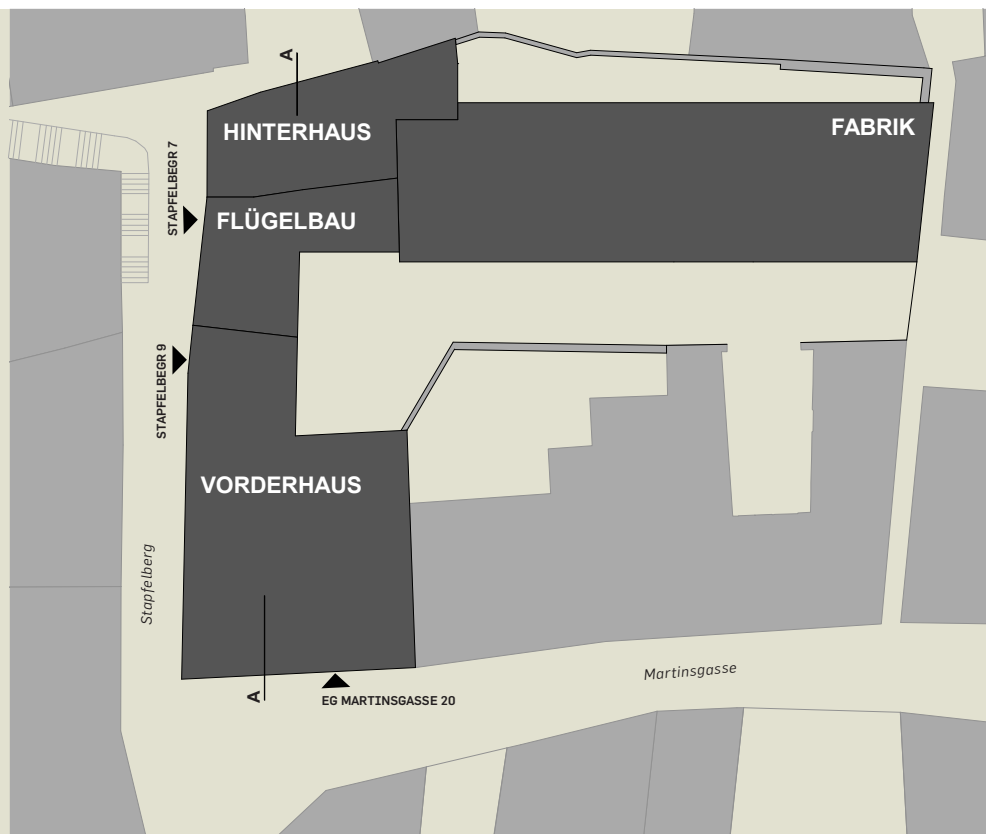 A
HINTERHAUS
FABRIK
STAPFELBEGR 7
FLÜGELBAU
STAPFELBEGR 9
VORDERHAUS
Stapfelberg
Martinsgasse
A
EG MARTINSGASSE 20